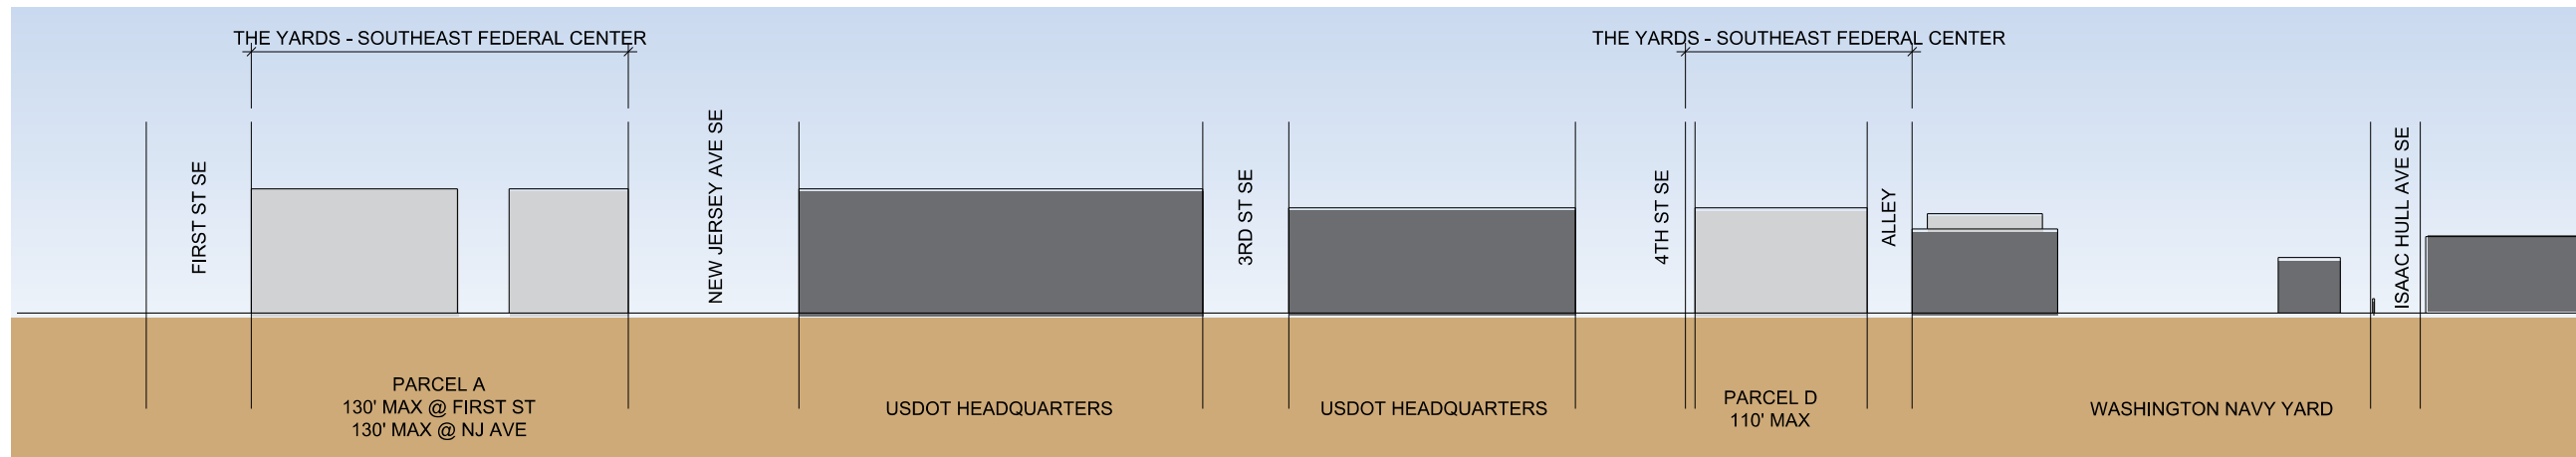 THE YARDS - SOUTHEAST FEDERAL CENTER
THE YARDS - SOUTHEAST FEDERAL CENTER
FIRST ST SE
NEW JERSEY AVE SE
3RD ST SE
4TH ST SE
ALLEY
ISAAC HULL AVE SE
PARCEL A
130' MAX @ FIRST ST
130' MAX @ NJ AVE
USDOT HEADQUARTERS
USDOT HEADQUARTERS
PARCEL D
110' MAX
WASHINGTON NAVY YARD